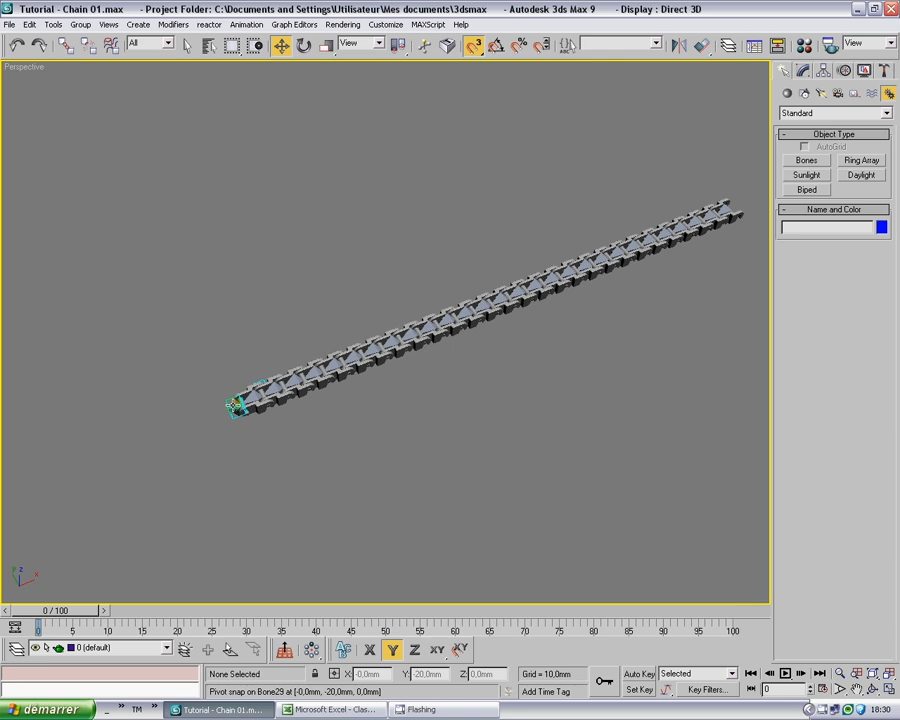 Tutorial - Chain 01.max - Project Folder: C:\Documents and Settings\Utilisateur\Mes documents\3dsmax - Autodesk 3ds Max 9 - Display : Direct 3D
File Edit Tools Group Views Create Modifiers reactor Animation Graph Editors Rendering Customize MAXScript Help
All View 3 View
Perspective
Standard
- Object Type
AutoGrid
Bones Ring Array
Sunlight Daylight
Biped
- Name and Color
z
y x
< 0 / 100 >
0 5 10 15 20 25 30 35 40 45 50 55 60 65 70 75 80 85 90 95 100
0 (default) X Y Z XY XY
None Selected X: -0,0mm Y: -20,0mm Z: 0,0mm Grid = 10,0mm Auto Key Selected
Pivot snap on Bone29 at [-0,0mm, -20,0mm, 0,0mm] Add Time Tag Set Key Key Filters... 0
démarrer TM Tutorial - Chain 01.m... Microsoft Excel - Clas... Flashing 18:30